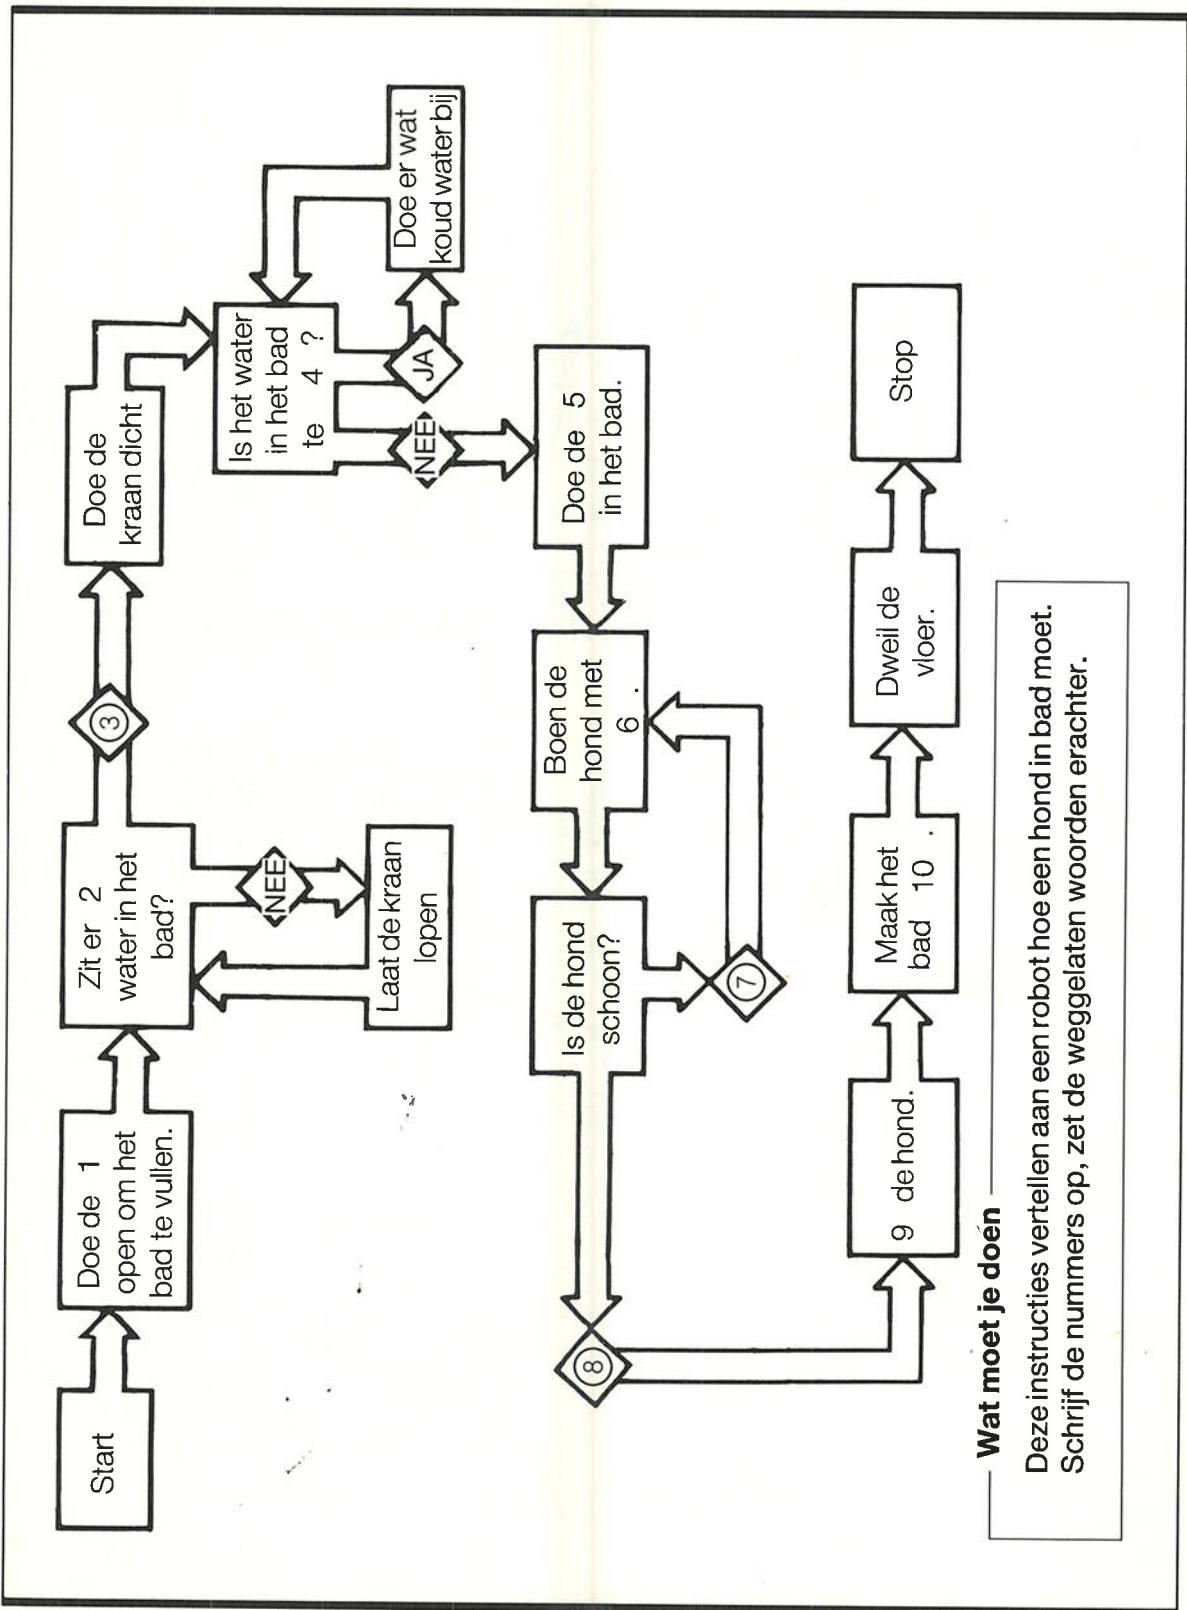 Start
Doe de 1
open om het
bad te vullen.
Zit er 2
water in het
bad?
NEE
Laat de kraan
lopen
3
Doe de
kraan dicht
Is het water
in het bad
te 4 ?
JA
Doe er wat
koud water bij
NEE
Doe de 5
in het bad.
Boen de
hond met
6 .
Is de hond
schoon?
7
8
9 de hond.
Maak het
bad 10 .
Dweil de
vloer.
Stop
Wat moet je doen
Deze instructies vertellen aan een robot hoe een hond in bad moet.
Schrijf de nummers op, zet de weggelaten woorden erachter.